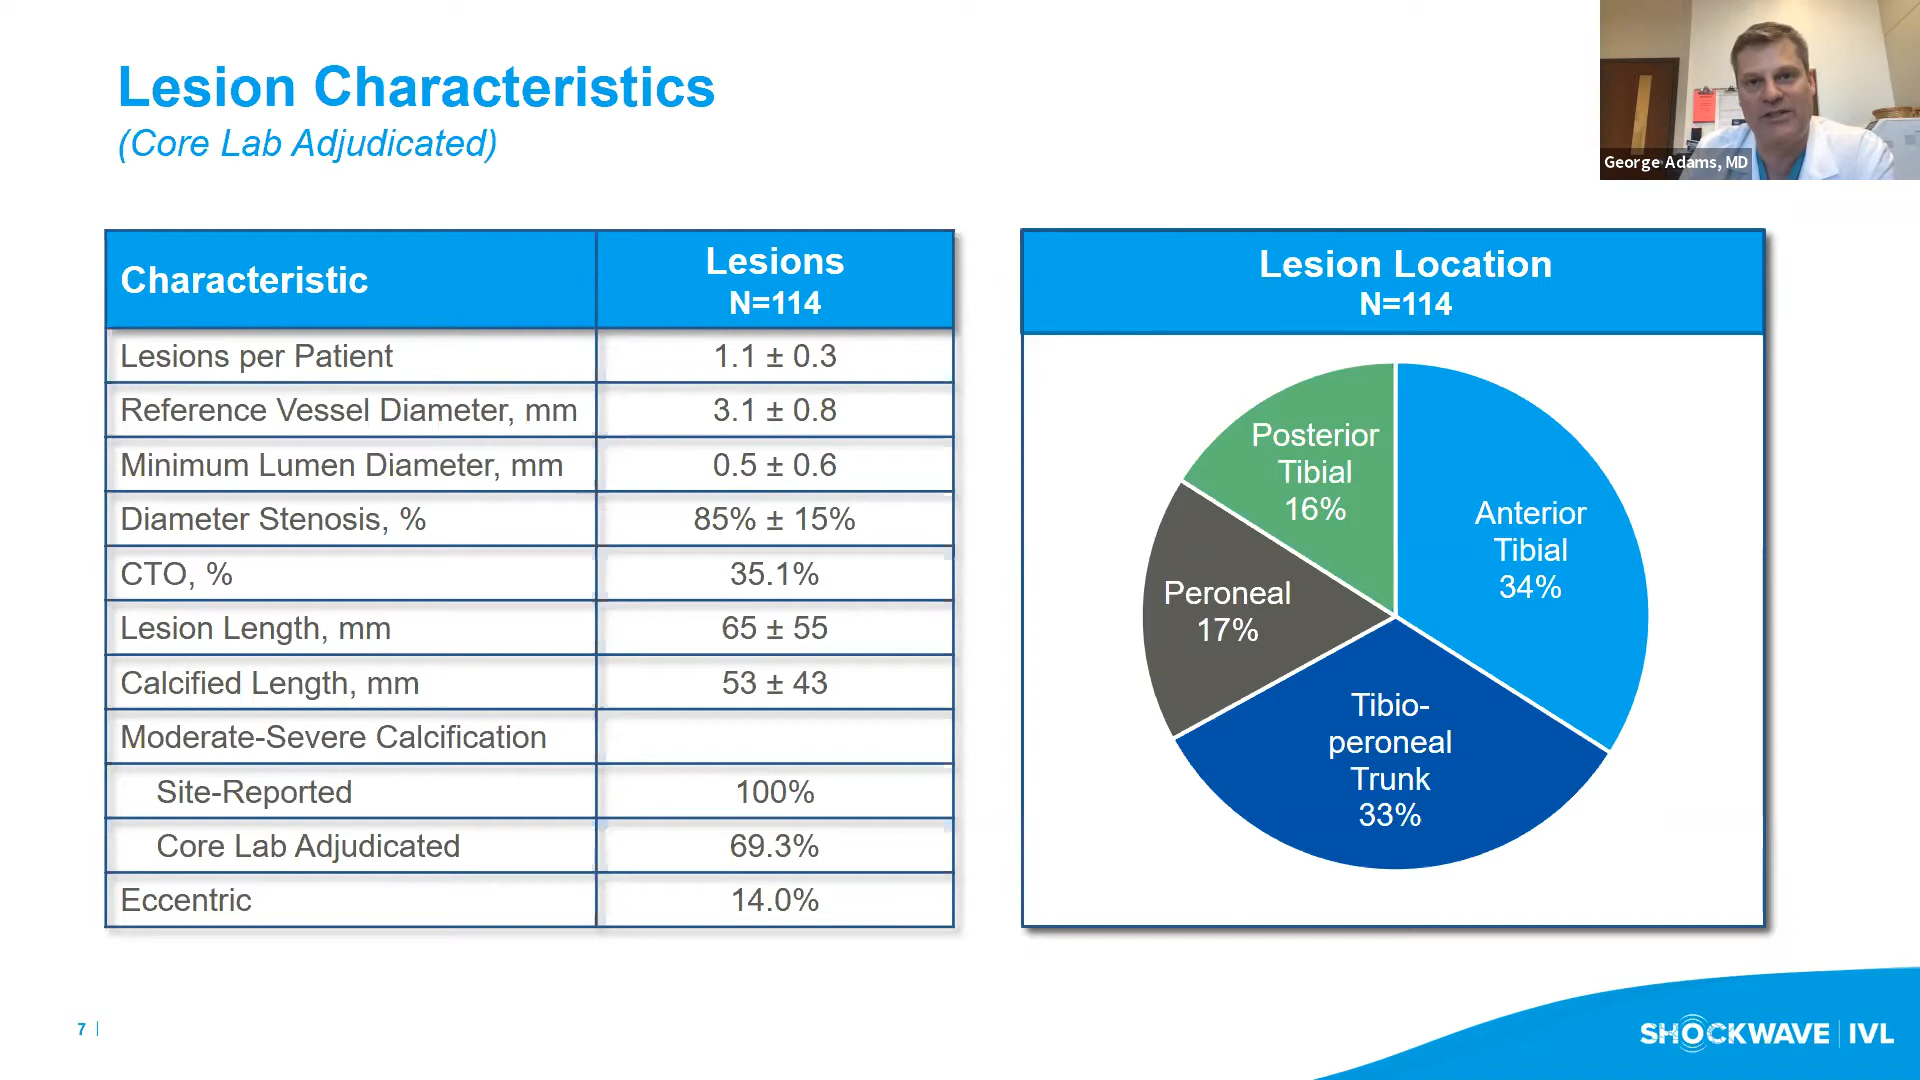 Lesion Characteristics
(Core Lab Adjudicated)
George Adams, MD
Characteristic
Lesions
N=114
Lesions per Patient
1.1 ± 0.3
Reference Vessel Diameter, mm
3.1 ± 0.8
Minimum Lumen Diameter, mm
0.5 ± 0.6
Diameter Stenosis, %
85% ± 15%
CTO, %
35.1%
Lesion Length, mm
65 ± 55
Calcified Length, mm
53 ± 43
Moderate-Severe Calcification
Site-Reported
100%
Core Lab Adjudicated
69.3%
Eccentric
14.0%
Lesion Location
N=114
Posterior
Tibial
16%
Anterior
Tibial
34%
Peroneal
17%
Tibio-
peroneal
Trunk
33%
7 |
SHOCKWAVE | IVL